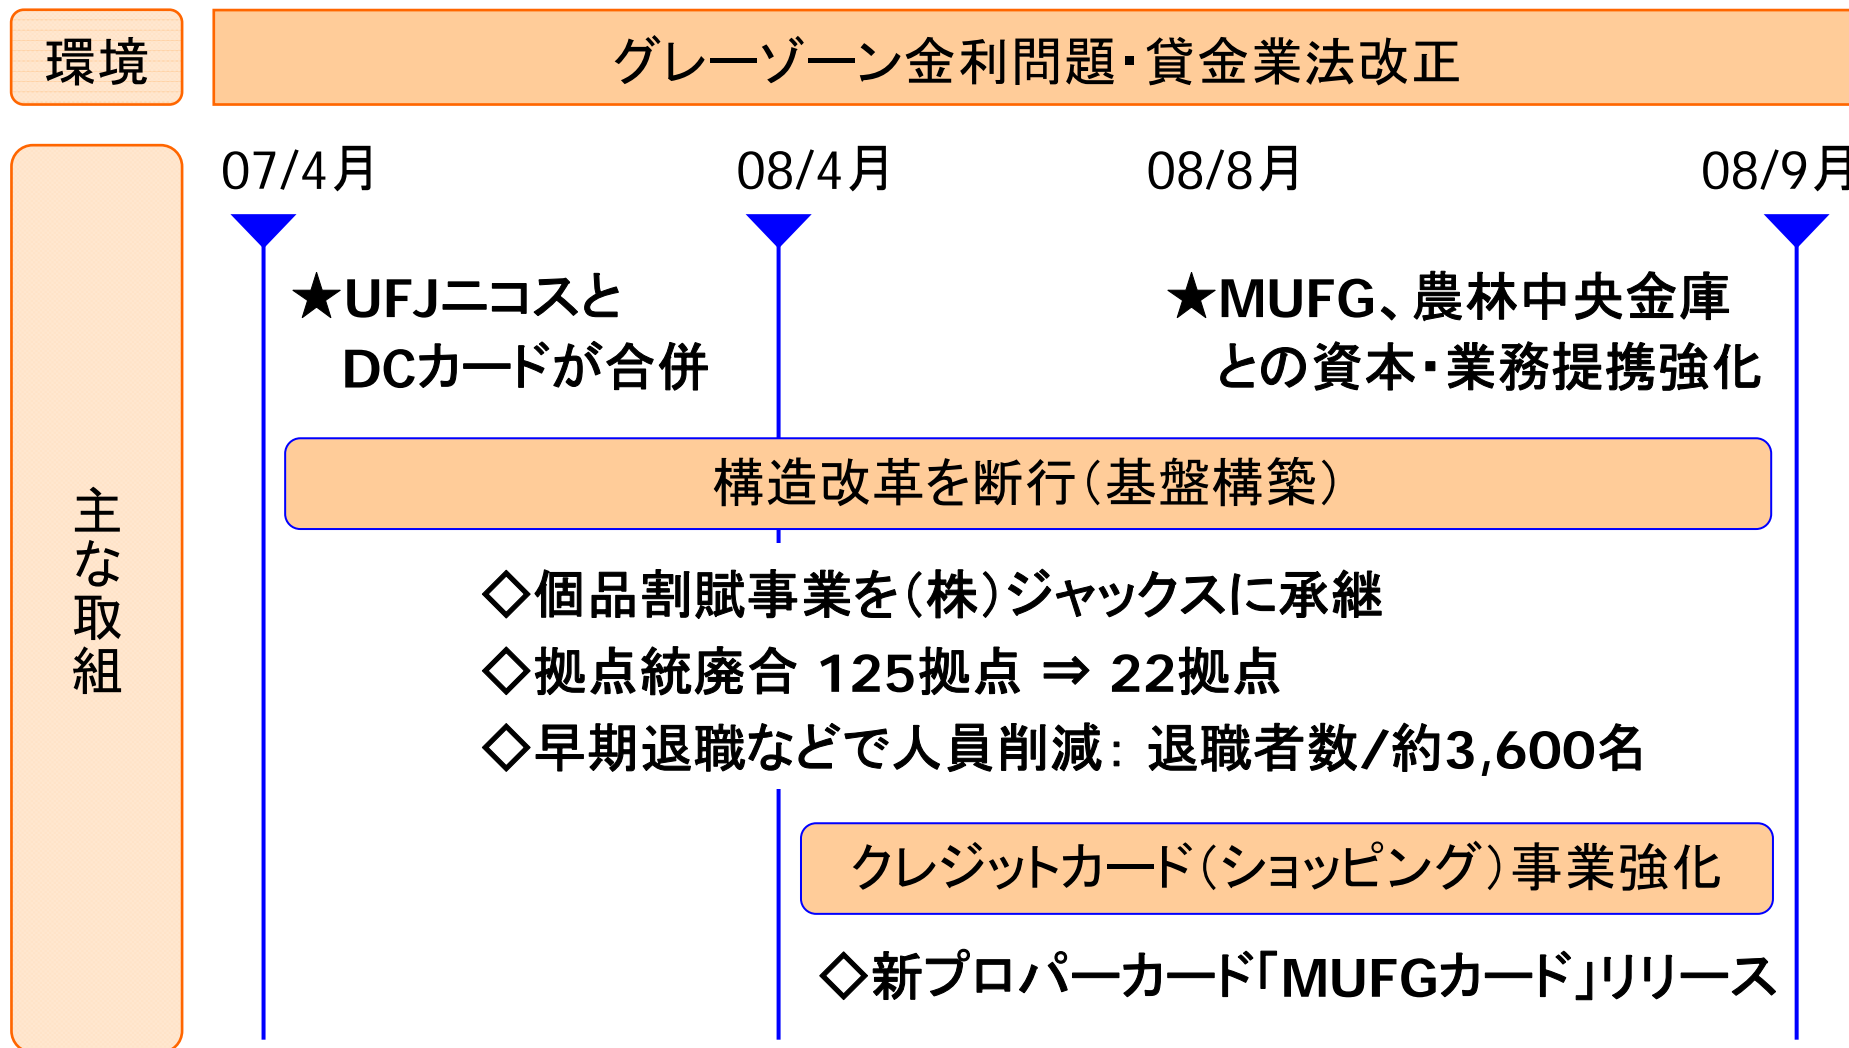 環境
グレーゾーン金利問題・貸金業法改正
07/4月
08/4月
08/8月
08/9月
★UFJニコスと
DCカードが合併
★MUFG、農林中央金庫
との資本・業務提携強化
主な取組
構造改革を断行（基盤構築）
◇個品割賦事業を（株）ジャックスに承継
◇拠点統廃合 125拠点 ⇒ 22拠点
◇早期退職などで人員削減： 退職者数/約3,600名
クレジットカード（ショッピング）事業強化
◇新プロパーカード「MUFGカード」リリース